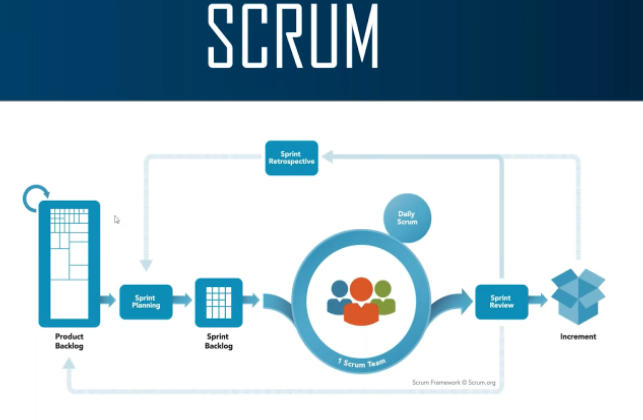 SCRUM
Sprint
Retrospective
Daily
Scrum
Sprint
Planning
Sprint
Review
Product
Backlog
Sprint
Backlog
1 Scrum Team
Increment
Scrum Framework © Scrum.org